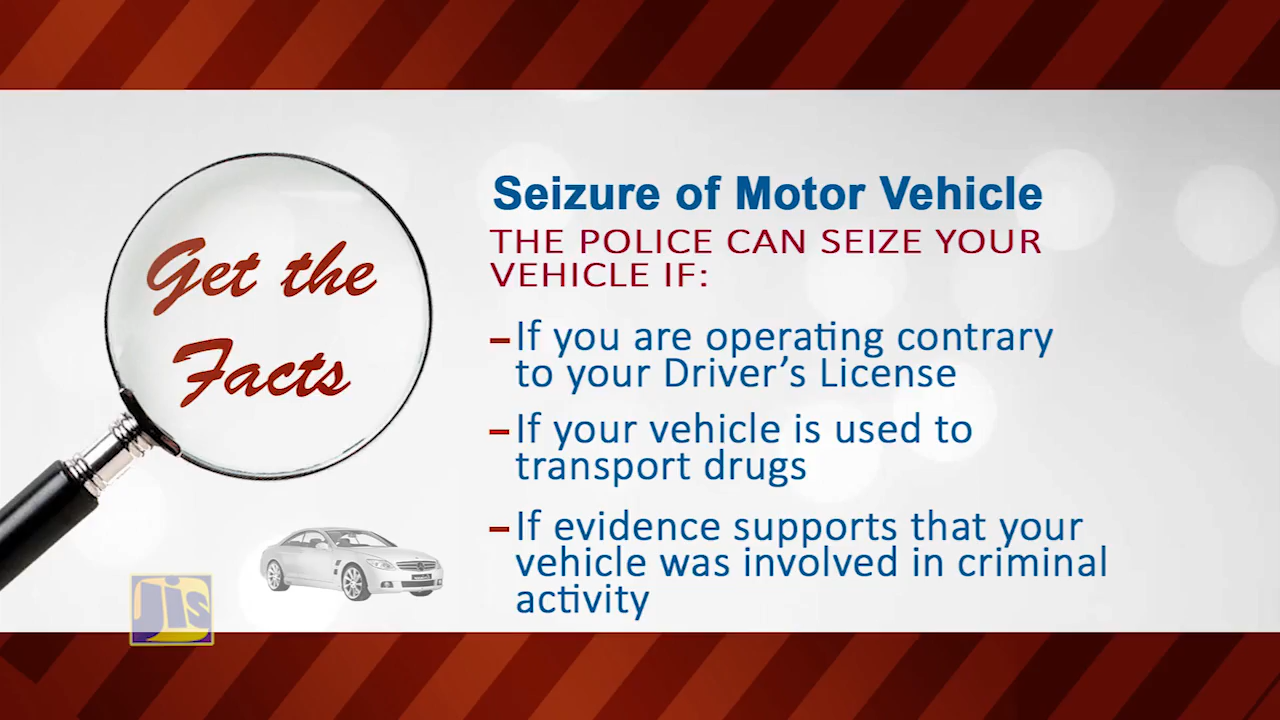 Get the
Facts
Seizure of Motor Vehicle
THE POLICE CAN SEIZE YOUR
VEHICLE IF:
–If you are operating contrary
to your Driver’s License
–If your vehicle is used to
transport drugs
–If evidence supports that your
vehicle was involved in criminal
activity
jis